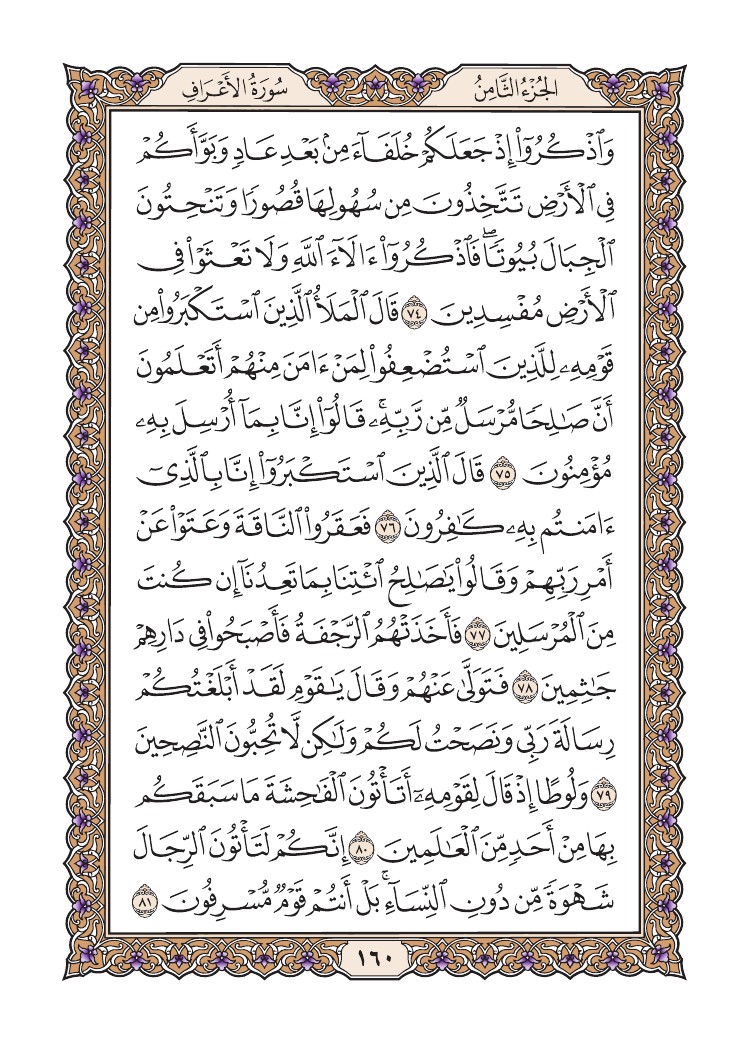 الجُزْءُ الثَّامِنُ
سُورَةُ الأَعْرَافِ
وَٱذْكُرُوٓا۟ إِذْ جَعَلَكُمْ خُلَفَآءَ مِنۢ بَعْدِ عَادٍ وَبَوَّأَكُمْ
فِى ٱلْأَرْضِ تَتَّخِذُونَ مِن سُهُولِهَا قُصُورًا وَتَنْحِتُونَ
ٱلْجِبَالَ بُيُوتًا ۖ فَٱذْكُرُوٓا۟ ءَالَآءَ ٱللَّهِ وَلَا تَعْثَوْا۟ فِى
ٱلْأَرْضِ مُفْسِدِينَ ٧٤ قَالَ ٱلْمَلَأُ ٱلَّذِينَ ٱسْتَكْبَرُوا۟ مِن
قَوْمِهِۦ لِلَّذِينَ ٱسْتُضْعِفُوا۟ لِمَنْ ءَامَنَ مِنْهُمْ أَتَعْلَمُونَ
أَنَّ صَـٰلِحًا مُّرْسَلٌ مِّن رَّبِّهِۦ ۚ قَالُوٓا۟ إِنَّا بِمَآ أُرْسِلَ بِهِۦ
مُؤْمِنُونَ ٧٥ قَالَ ٱلَّذِينَ ٱسْتَكْبَرُوٓا۟ إِنَّا بِٱلَّذِىٓ
ءَامَنتُم بِهِۦ كَـٰفِرُونَ ٧٦ فَعَقَرُوا۟ ٱلنَّاقَةَ وَعَتَوْا۟ عَنْ
أَمْرِ رَبِّهِمْ وَقَالُوا۟ يَـٰصَـٰلِحُ ٱئْتِنَا بِمَا تَعِدُنَآ إِن كُنتَ
مِنَ ٱلْمُرْسَلِينَ ٧٧ فَأَخَذَتْهُمُ ٱلرَّجْفَةُ فَأَصْبَحُوا۟ فِى دَارِهِمْ
جَـٰثِمِينَ ٧٨ فَتَوَلَّىٰ عَنْهُمْ وَقَالَ يَـٰقَوْمِ لَقَدْ أَبْلَغْتُكُمْ
رِسَالَةَ رَبِّى وَنَصَحْتُ لَكُمْ وَلَـٰكِن لَّا تُحِبُّونَ ٱلنَّـٰصِحِينَ
٧٩ وَلُوطًا إِذْ قَالَ لِقَوْمِهِۦٓ أَتَأْتُونَ ٱلْفَـٰحِشَةَ مَا سَبَقَكُم
بِهَا مِنْ أَحَدٍ مِّنَ ٱلْعَـٰلَمِينَ ٨٠ إِنَّكُمْ لَتَأْتُونَ ٱلرِّجَالَ
شَهْوَةً مِّن دُونِ ٱلنِّسَآءِ ۚ بَلْ أَنتُمْ قَوْمٌ مُّسْرِفُونَ ٨١
١٦٠